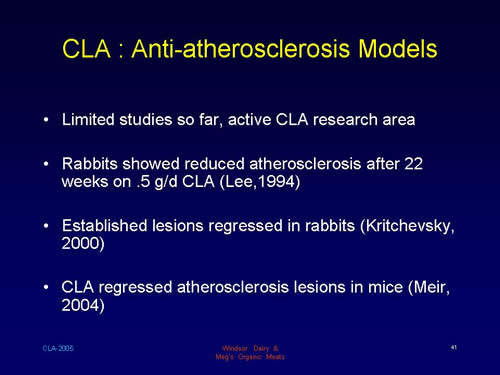 CLA : Anti-atherosclerosis Models
• Limited studies so far, active CLA research area
• Rabbits showed reduced atherosclerosis after 22
weeks on .5 g/d CLA (Lee,1994)
• Established lesions regressed in rabbits (Kritchevsky,
2000)
• CLA regressed atherosclerosis lesions in mice (Meir,
2004)
CLA-2005
Windsor Dairy &
Meg's Organic Meats
41